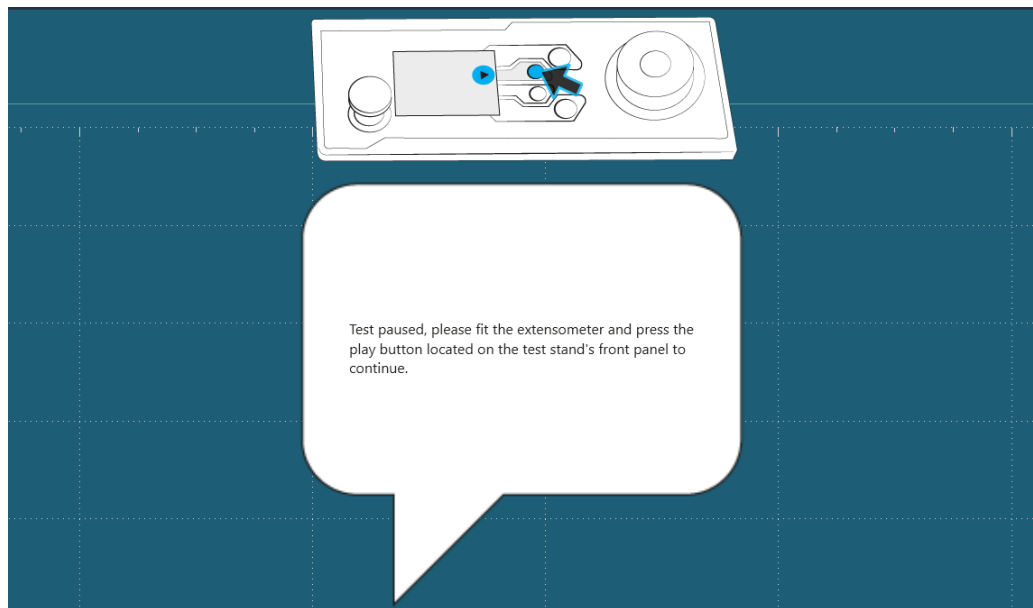 Test paused, please fit the extensometer and press the
play button located on the test stand's front panel to
continue.